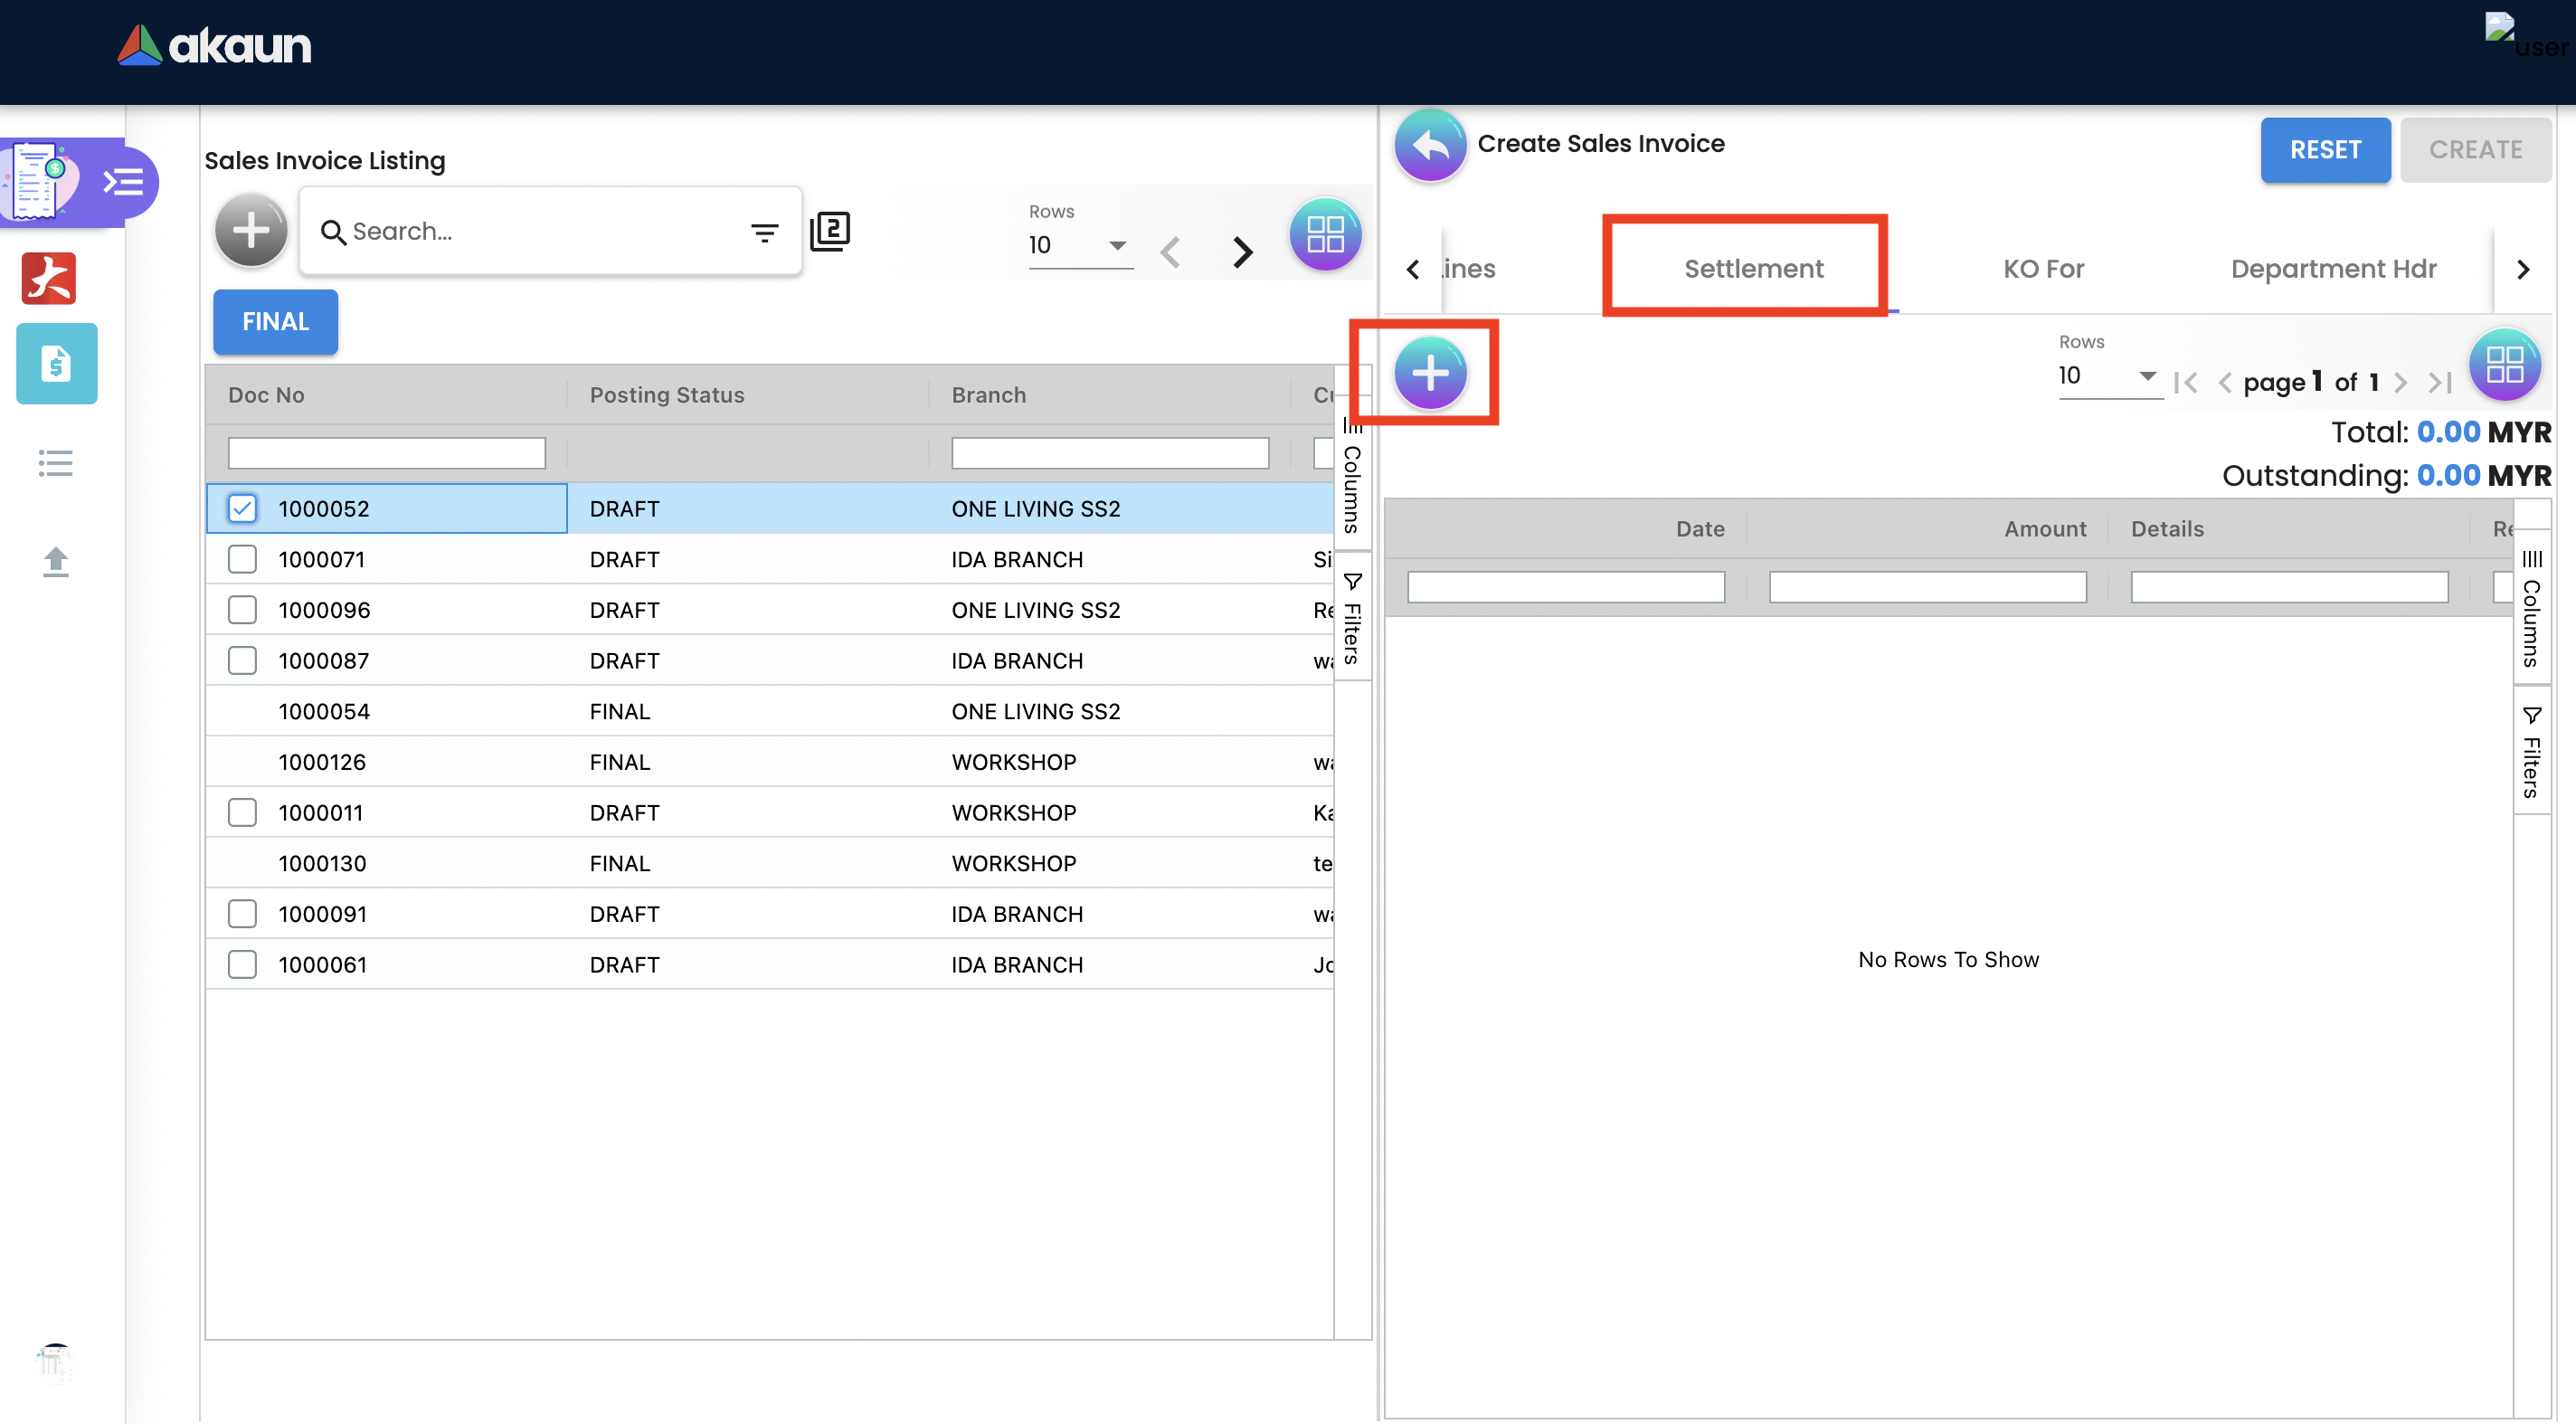 akaun
user
Sales Invoice Listing
Search...
2
Rows
10
FINAL
Doc No Posting Status Branch
1000052 DRAFT ONE LIVING SS2
1000071 DRAFT IDA BRANCH Si
1000096 DRAFT ONE LIVING SS2 Re
1000087 DRAFT IDA BRANCH wa
1000054 FINAL ONE LIVING SS2
1000126 FINAL WORKSHOP wa
1000011 DRAFT WORKSHOP Ka
1000130 FINAL WORKSHOP te
1000091 DRAFT IDA BRANCH wa
1000061 DRAFT IDA BRANCH Jo
Columns
Filters
Create Sales Invoice
RESET
CREATE
ines Settlement KO For Department Hdr
Rows
10
page 1 of 1
Total: 0.00 MYR
Outstanding: 0.00 MYR
Date Amount Details Re
No Rows To Show
Columns
Filters